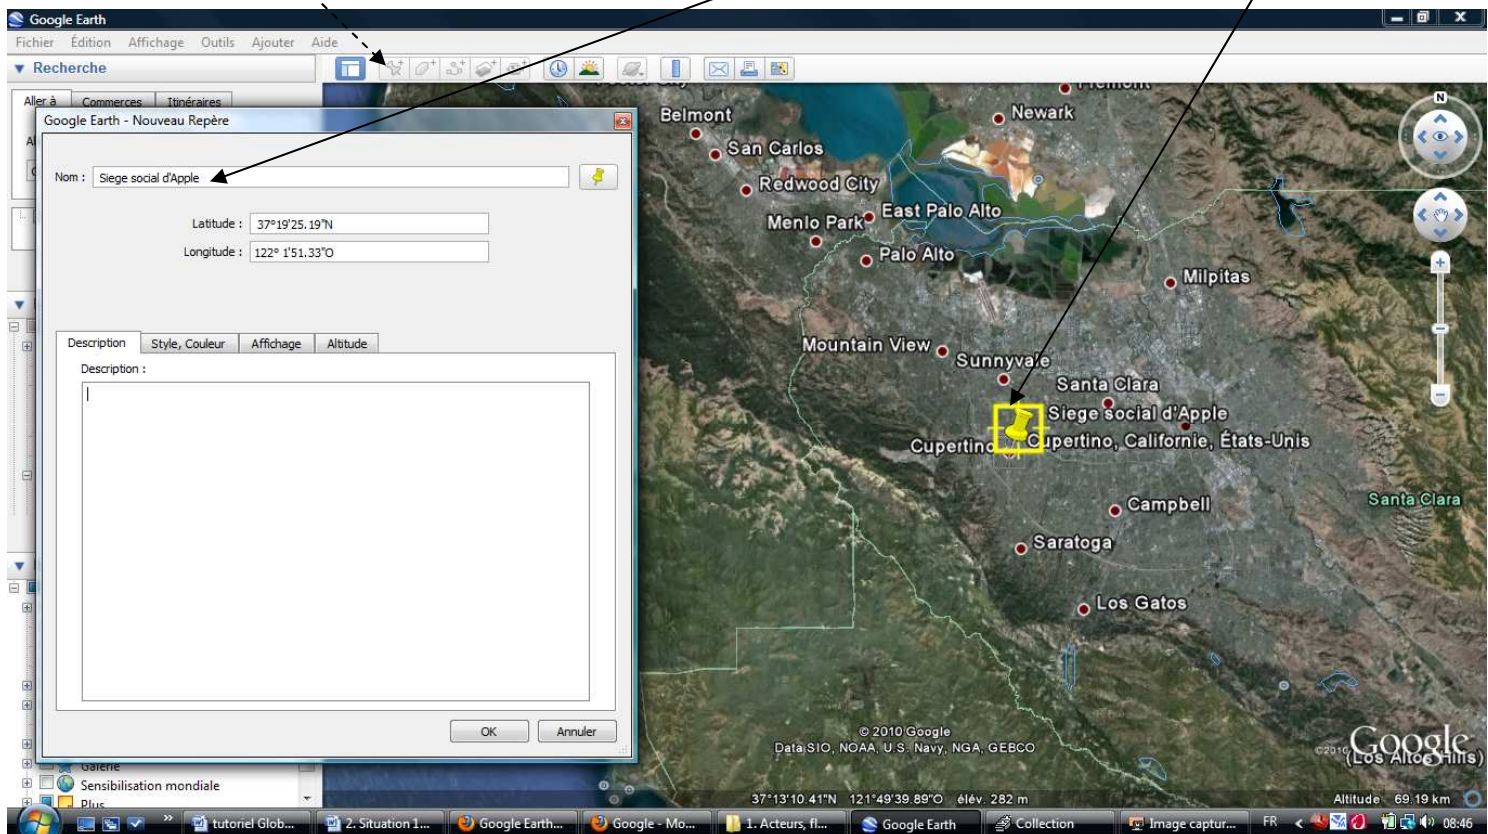 Google Earth
Fichier Édition Affichage Outils Ajouter Aide
Recherche
Aller à Commerces Itinéraires
Google Earth - Nouveau Repère
Nom : Siege social d'Apple
Latitude : 37°19'25.19"N
Longitude : 122° 1'51.33"O
Description Style, Couleur Affichage Altitude
Description :
OK Annuler
Galerie
Sensibilisation mondiale
Plus
N
Belmont
Newark
San Carlos
Redwood City
East Palo Alto
Menlo Park
Palo Alto
Milpitas
Mountain View
Sunnyvale
Santa Clara
Siege social d'Apple
Cupertino
Cupertino, Californie, États-Unis
Campbell
Santa Clara
Saratoga
Los Gatos
© 2010 Google
Data SIO, NOAA, U.S. Navy, NGA, GEBCO
©2010 Google
(Los Altos Hills)
37°13'10.41"N 121°49'39.89"O élév. 282 m
Altitude 69.19 km
tutoriel Glob... 2. Situation 1... Google Earth... Google - Mo... 1. Acteurs, fl... Google Earth Collection Image captur... FR 08:46